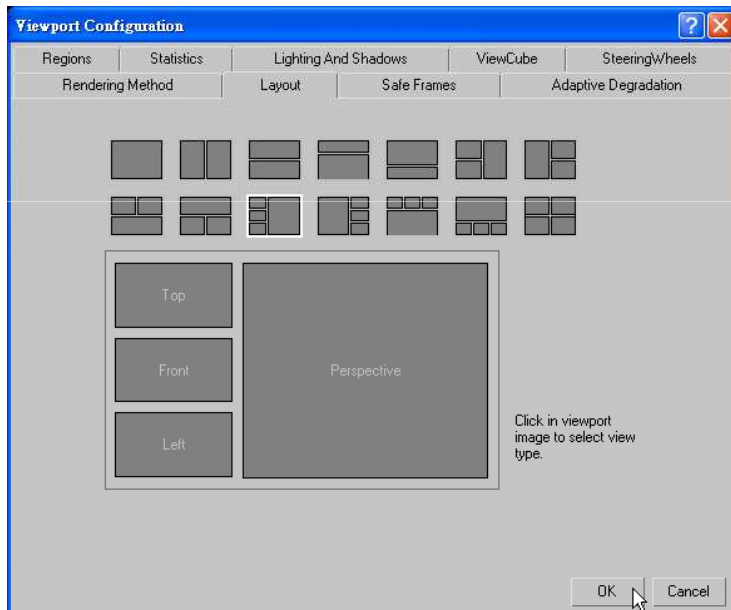 Viewport Configuration
Regions
Statistics
Lighting And Shadows
ViewCube
SteeringWheels
Rendering Method
Layout
Safe Frames
Adaptive Degradation
Top
Front
Left
Perspective
Click in viewport
image to select view
type.
OK
Cancel